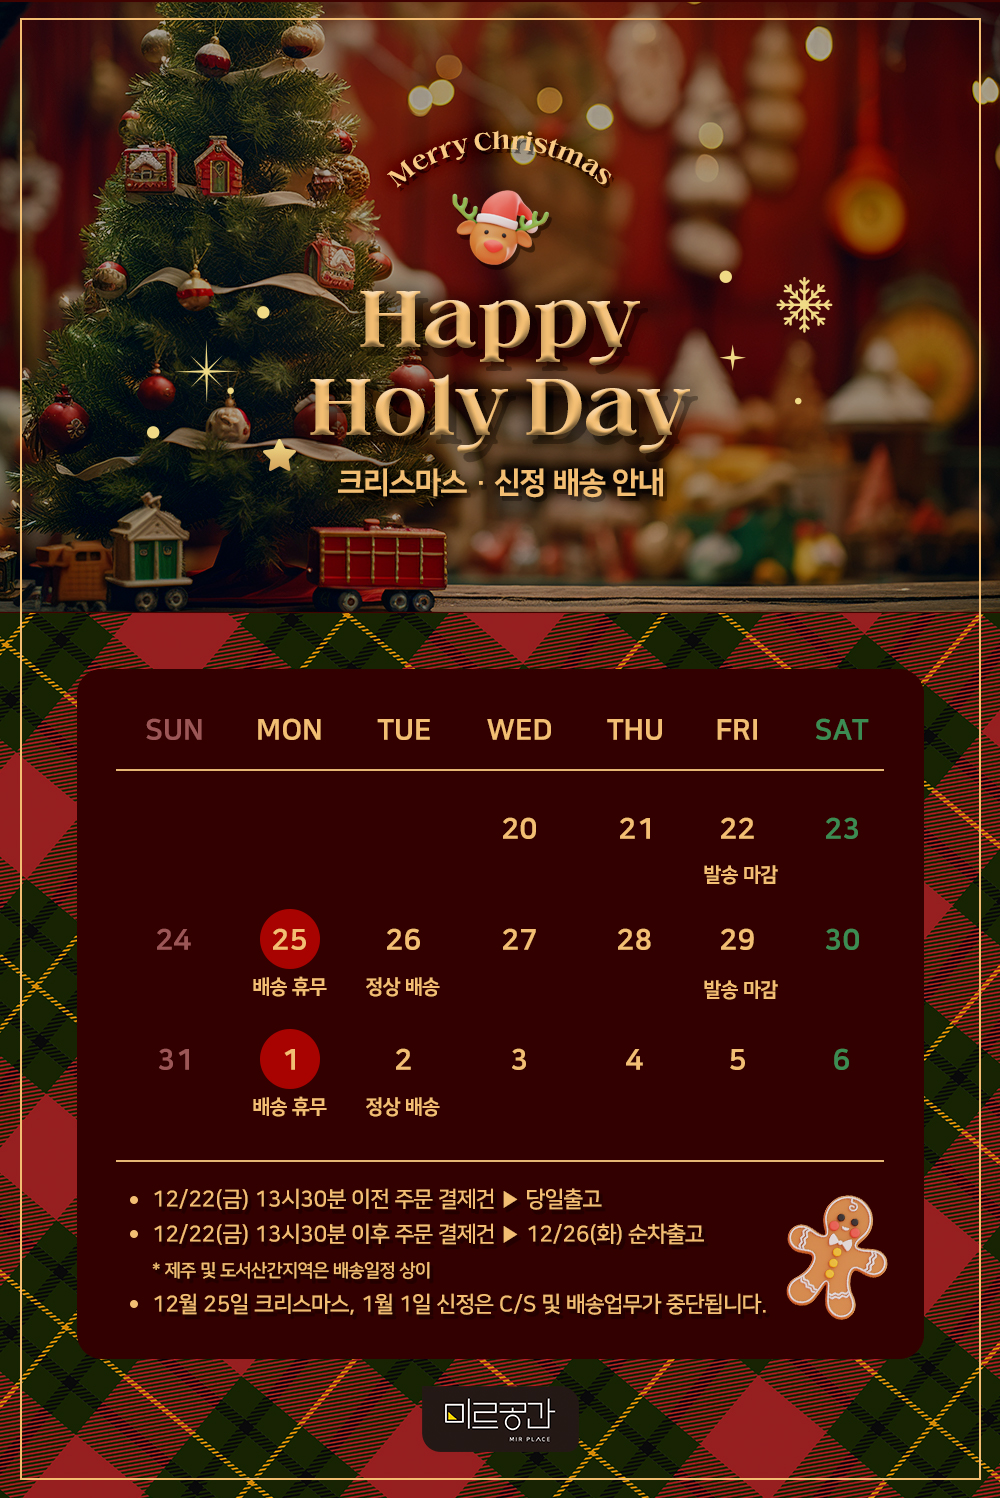 Merry Christmas
Happy
Holy Day
크리스마스 · 신정 배송 안내
SUN MON TUE WED THU FRI SAT
20 21 22 23
발송 마감
24 25 26 27 28 29 30
배송 휴무 정상 배송 발송 마감
31 1 2 3 4 5 6
배송 휴무 정상 배송
• 12/22(금) 13시30분 이전 주문 결제건 ▶ 당일출고
• 12/22(금) 13시30분 이후 주문 결제건 ▶ 12/26(화) 순차출고
* 제주 및 도서산간지역은 배송일정 상이
• 12월 25일 크리스마스, 1월 1일 신정은 C/S 및 배송업무가 중단됩니다.
미르공간
MIR PLACE